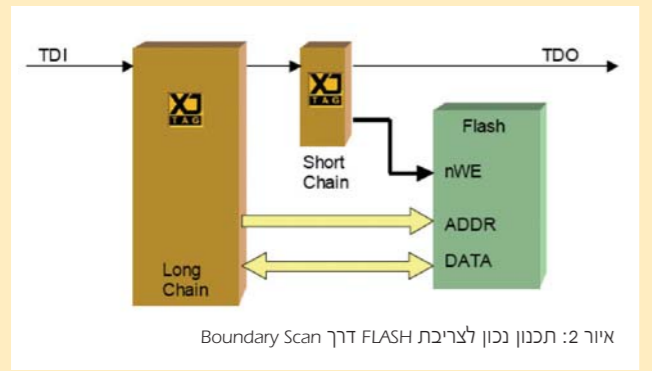 TDI
TDO
XJ
TAG
XJ
TAG
Flash
Short
Chain
nWE
ADDR
DATA
Long
Chain
איור 2: תכנון נכון לצריבת FLASH דרך Boundary Scan